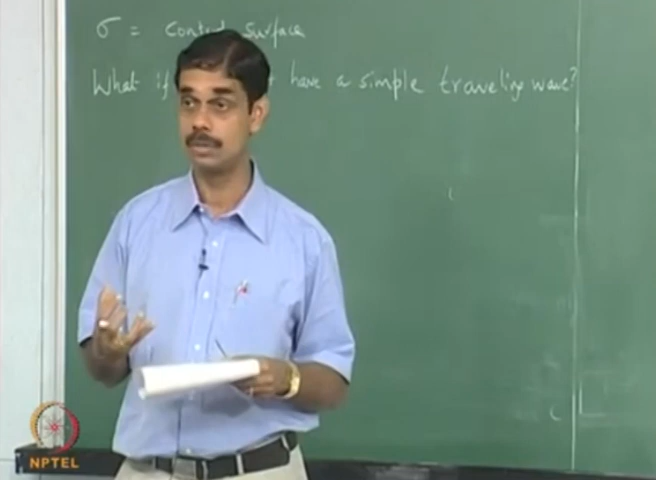 σ = control surface
What if have a simple traveling wave?
NPTEL